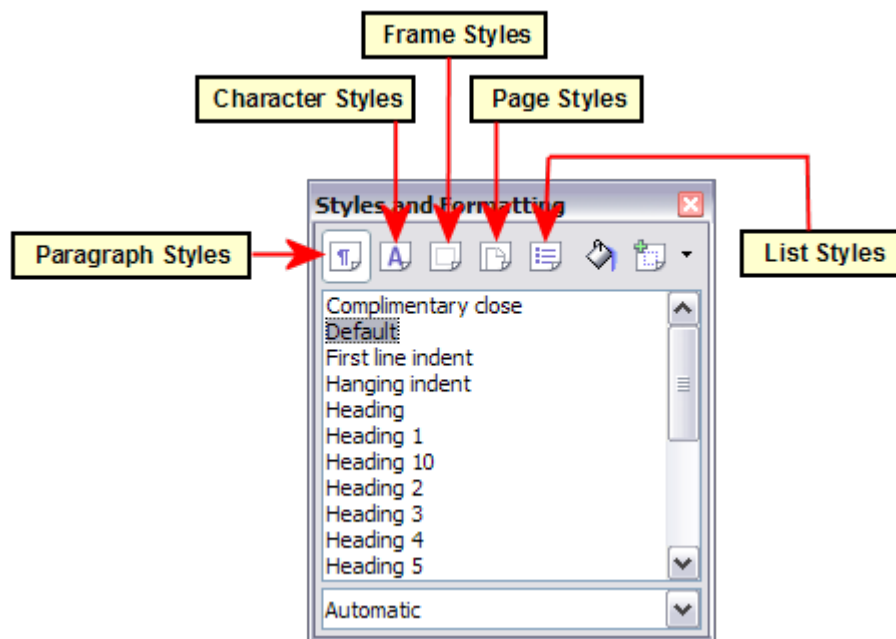 Frame Styles
Character Styles
Page Styles
Styles and Formatting
Paragraph Styles
List Styles
Complimentary close
Default
First line indent
Hanging indent
Heading
Heading 1
Heading 10
Heading 2
Heading 3
Heading 4
Heading 5
Automatic